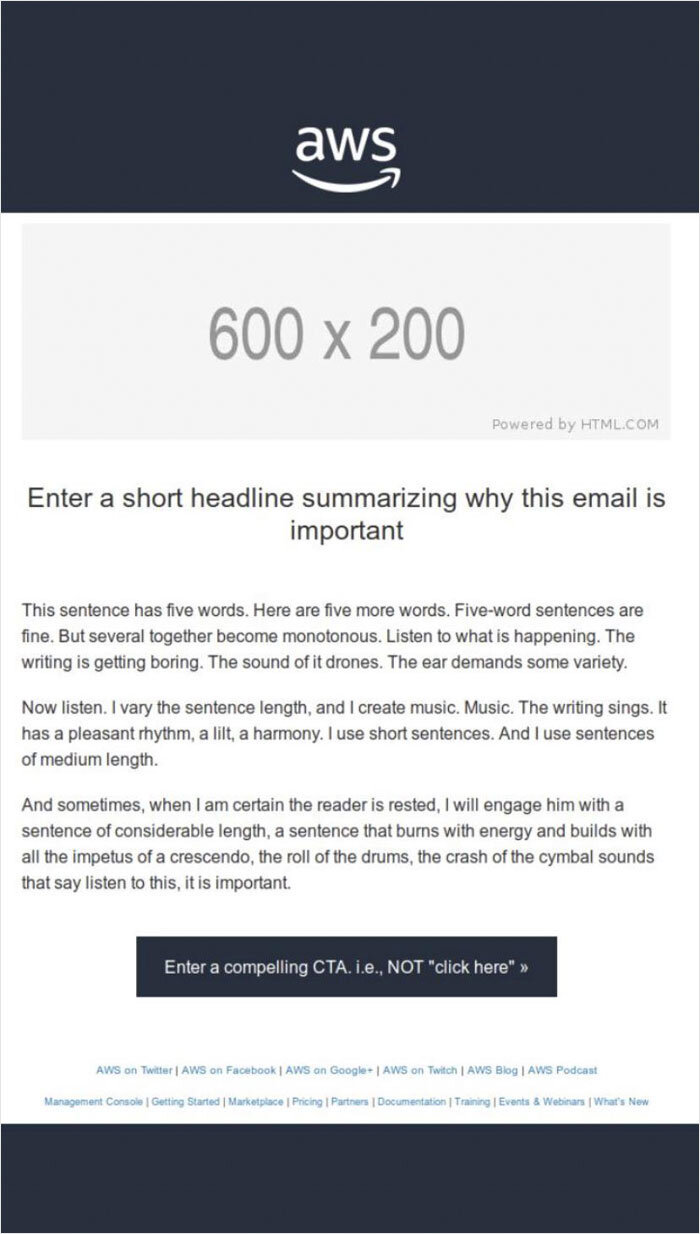 aws
600 x 200
Powered by HTML.COM
Enter a short headline summarizing why this email is
important
This sentence has five words. Here are five more words. Five-word sentences are
fine. But several together become monotonous. Listen to what is happening. The
writing is getting boring. The sound of it drones. The ear demands some variety.
Now listen. I vary the sentence length, and I create music. Music. The writing sings. It
has a pleasant rhythm, a lilt, a harmony. I use short sentences. And I use sentences
of medium length.
And sometimes, when I am certain the reader is rested, I will engage him with a
sentence of considerable length, a sentence that burns with energy and builds with
all the impetus of a crescendo, the roll of the drums, the crash of the cymbal sounds
that say listen to this, it is important.
Enter a compelling CTA. i.e., NOT "click here" »
AWS on Twitter | AWS on Facebook | AWS on Google+ | AWS on Twitch | AWS Blog | AWS Podcast
Management Console | Getting Started | Marketplace | Pricing | Partners | Documentation | Training | Events & Webinars | What's New